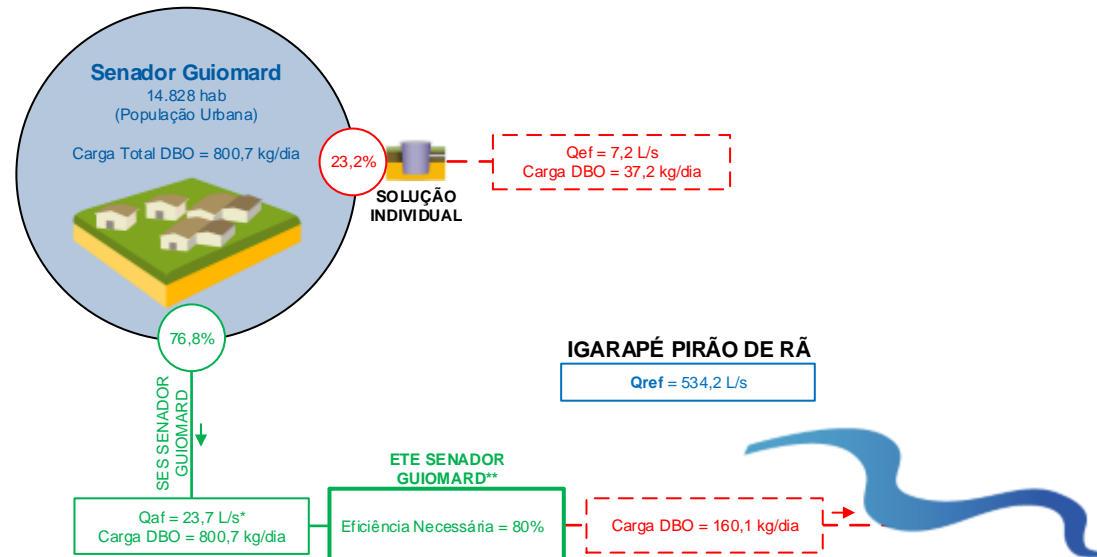 Senador Guiomard
14.828 hab
(População Urbana)
Carga Total DBO = 800,7 kg/dia
23,2%
SOLUÇÃO
INDIVIDUAL
Qef = 7,2 L/s
Carga DBO = 37,2 kg/dia
76,8%
SES SENADOR
GUIOMARD
IGARAPÉ PIRÃO DE RÃ
Qref = 534,2 L/s
ETE SENADOR
GUIOMARD**
Qaf = 23,7 L/s*
Carga DBO = 800,7 kg/dia
Eficiência Necessária = 80%
Carga DBO = 160,1 kg/dia